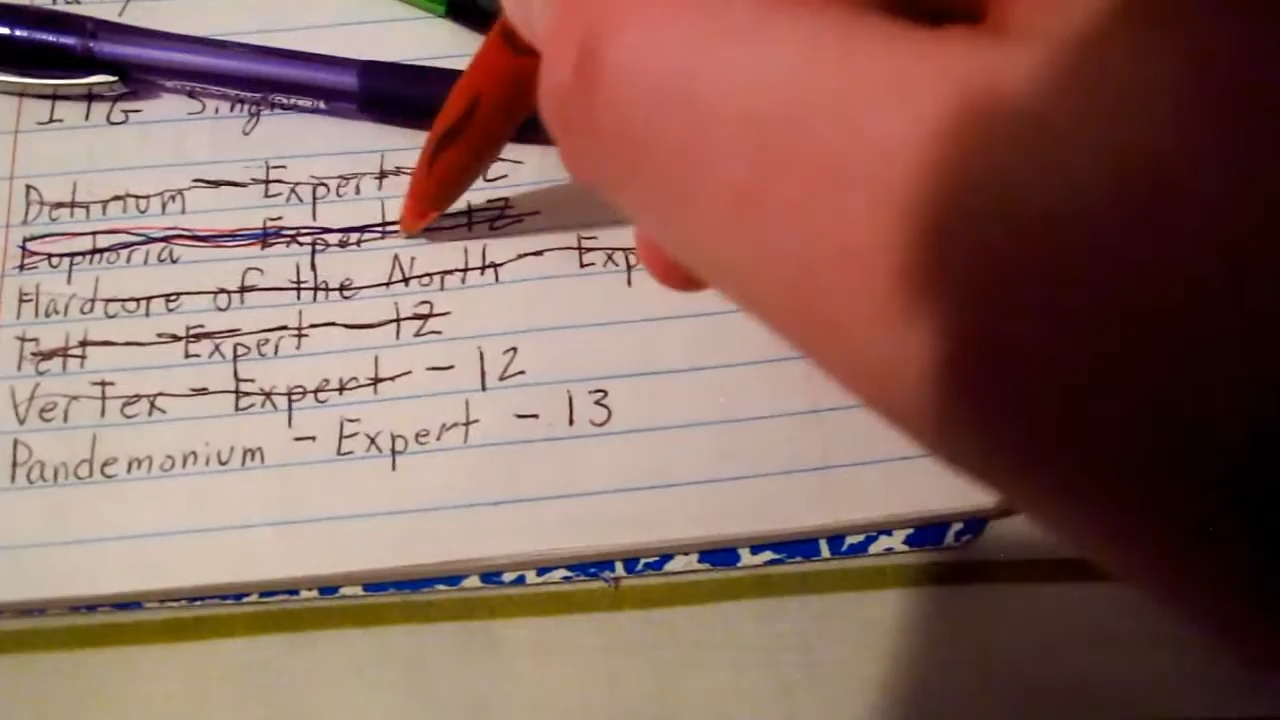 ITG
Delirium - Expert
Euphoria Expert 12
Hardcore of the North - Exp
Fett - Expert - 12
Vertex - Expert - 12
Pandemonium - Expert - 13